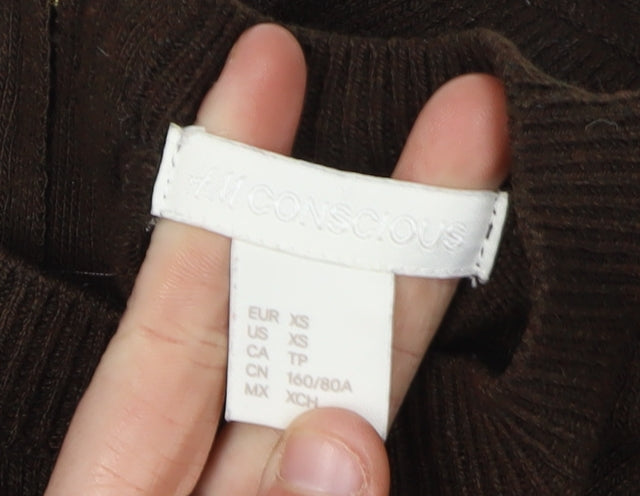 H&M CONSCIOUS
EUR XS
US XS
CA TP
CN 160/80A
MX XCH